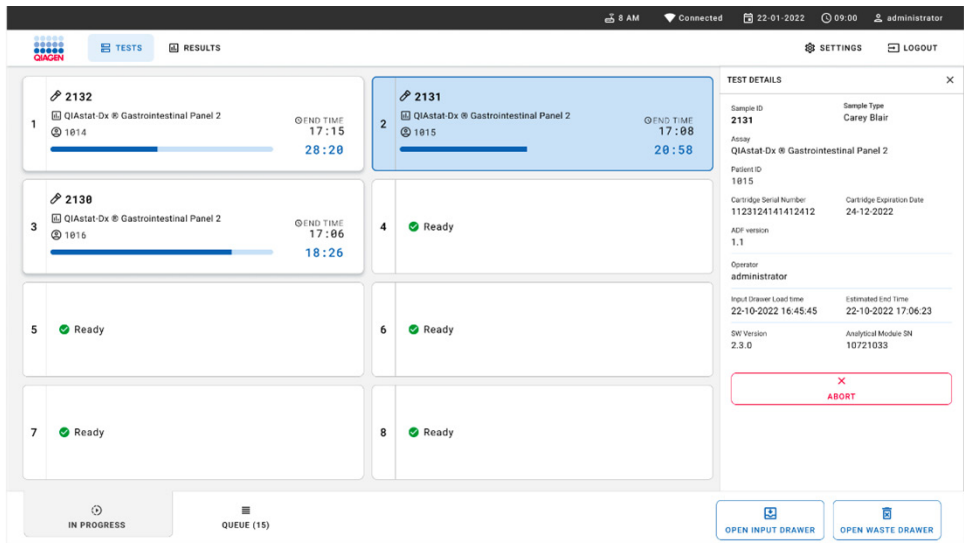 8 AM Connected 22-01-2022 09:00 administrator
QIAGEN TESTS RESULTS SETTINGS LOGOUT
1
2132
QIAstat-Dx ® Gastrointestinal Panel 2
1014
END TIME
17:15
28:20
2
2131
QIAstat-Dx ® Gastrointestinal Panel 2
1015
END TIME
17:08
20:58
3
2130
QIAstat-Dx ® Gastrointestinal Panel 2
1016
END TIME
17:06
18:26
4 Ready
5 Ready
6 Ready
7 Ready
8 Ready
TEST DETAILS
Sample ID Sample Type
2131 Carey Blair
Assay
QIAstat-Dx ® Gastrointestinal Panel 2
Patient ID
1015
Cartridge Serial Number Cartridge Expiration Date
1123124141412412 24-12-2022
ADF version
1.1
Operator
administrator
Input Drawer Load time Estimated End Time
22-10-2022 16:45:45 22-10-2022 17:06:23
SW Version Analytical Module SN
2.3.0 10721033
ABORT
IN PROGRESS
QUEUE (15)
OPEN INPUT DRAWER
OPEN WASTE DRAWER